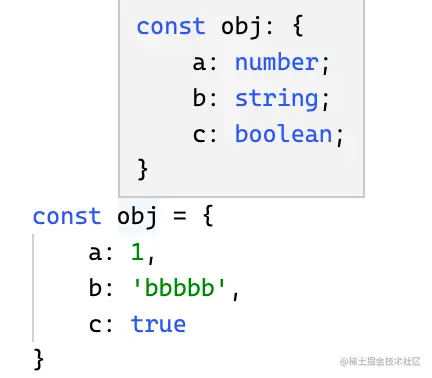 const obj: {
    a: number;
    b: string;
    c: boolean;
}
const obj = {
    a: 1,
    b: 'bbbbb',
    c: true
}
@稀土掘金技术社区